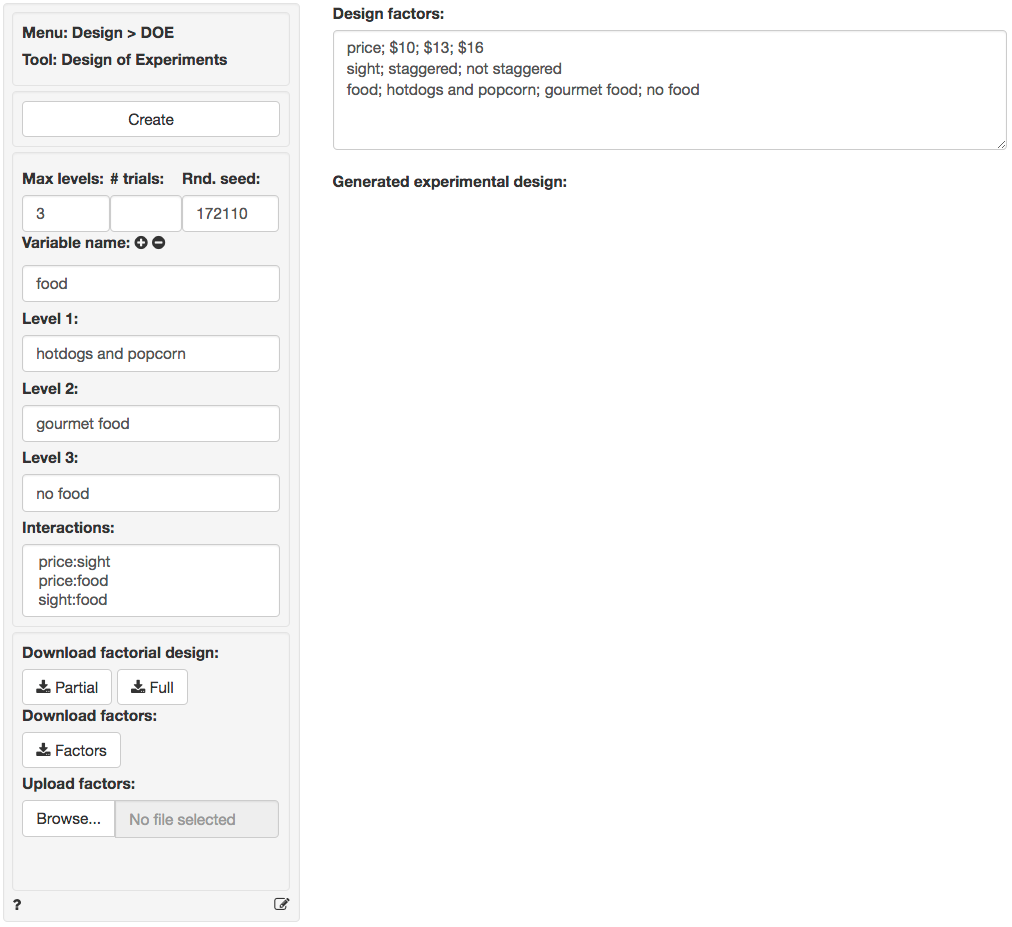 Menu: Design > DOE
Tool: Design of Experiments
Create
Max levels: # trials: Rnd. seed:
3 172110
Variable name:
food
Level 1:
hotdogs and popcorn
Level 2:
gourmet food
Level 3:
no food
Interactions:
price:sight
price:food
sight:food
Download factorial design:
Partial Full
Download factors:
Factors
Upload factors:
Browse... No file selected
?
Design factors:
price; $10; $13; $16
sight; staggered; not staggered
food; hotdogs and popcorn; gourmet food; no food
Generated experimental design: